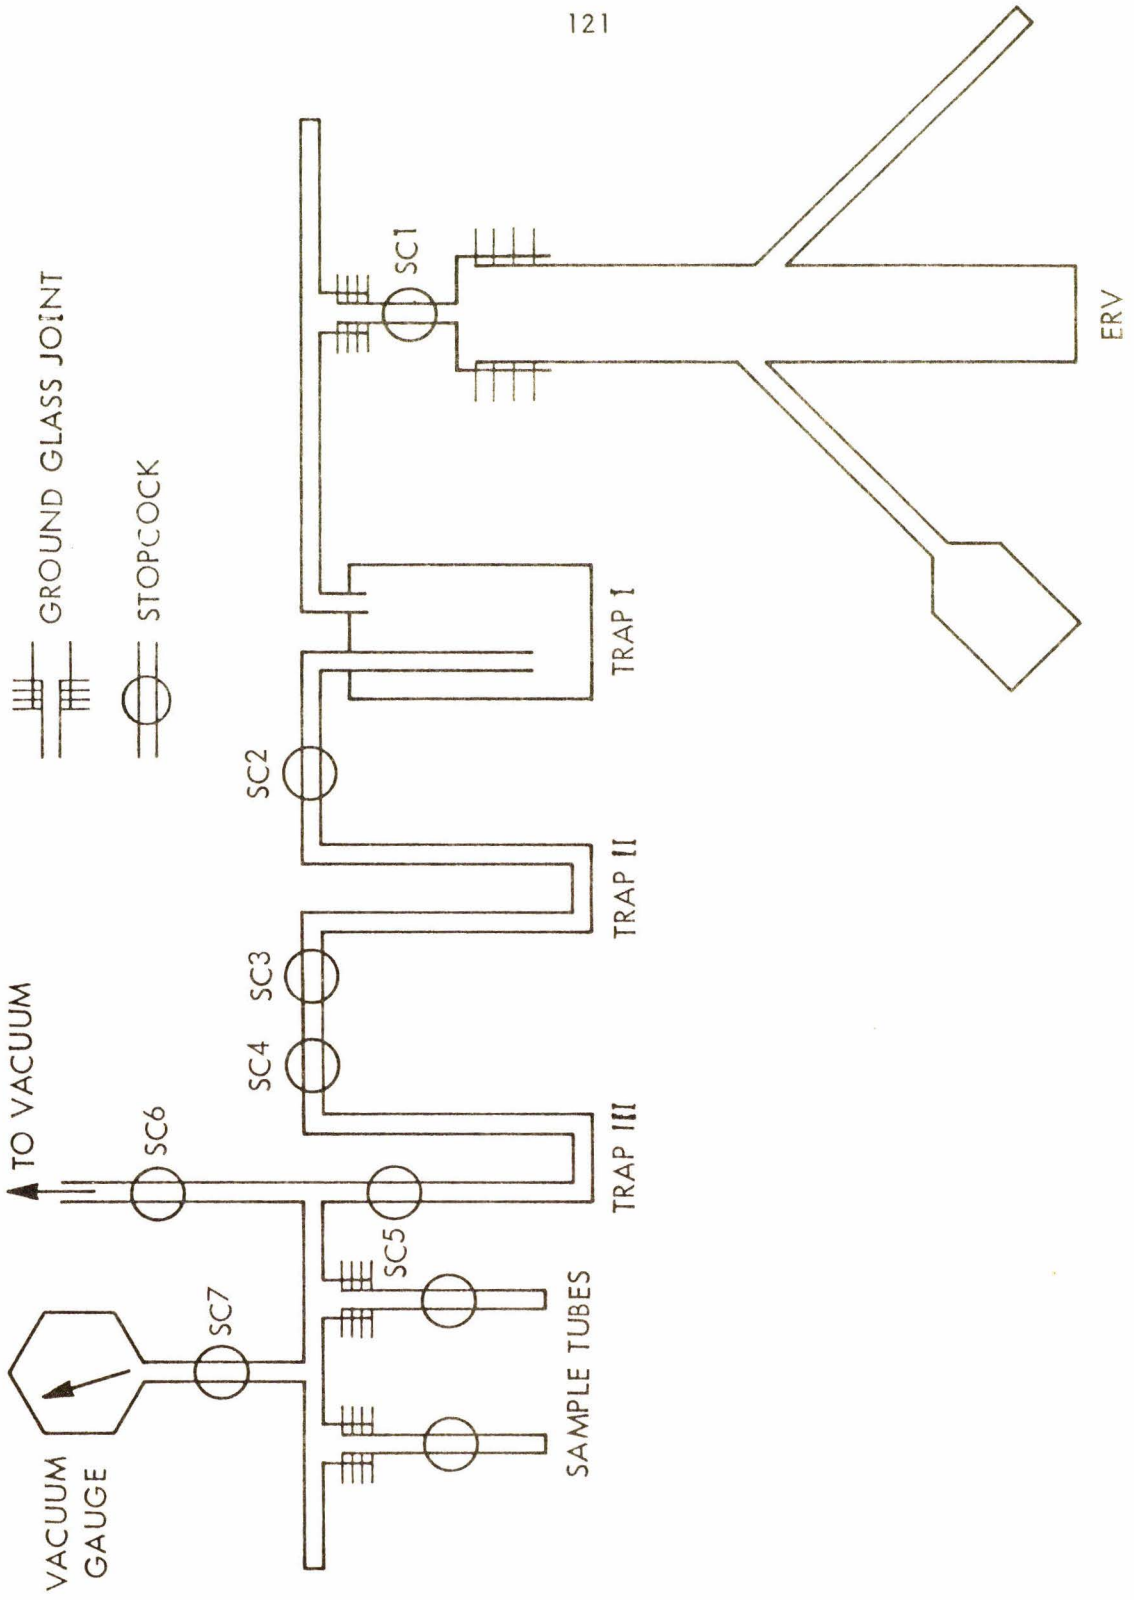 121
GROUND GLASS JOINT
STOPCOCK
VACUUM
GAUGE
SC7
TO VACUUM
SC6
SC5
SC4
SC3
SC2
SC1
SAMPLE TUBES
TRAP III
TRAP II
TRAP I
ERV